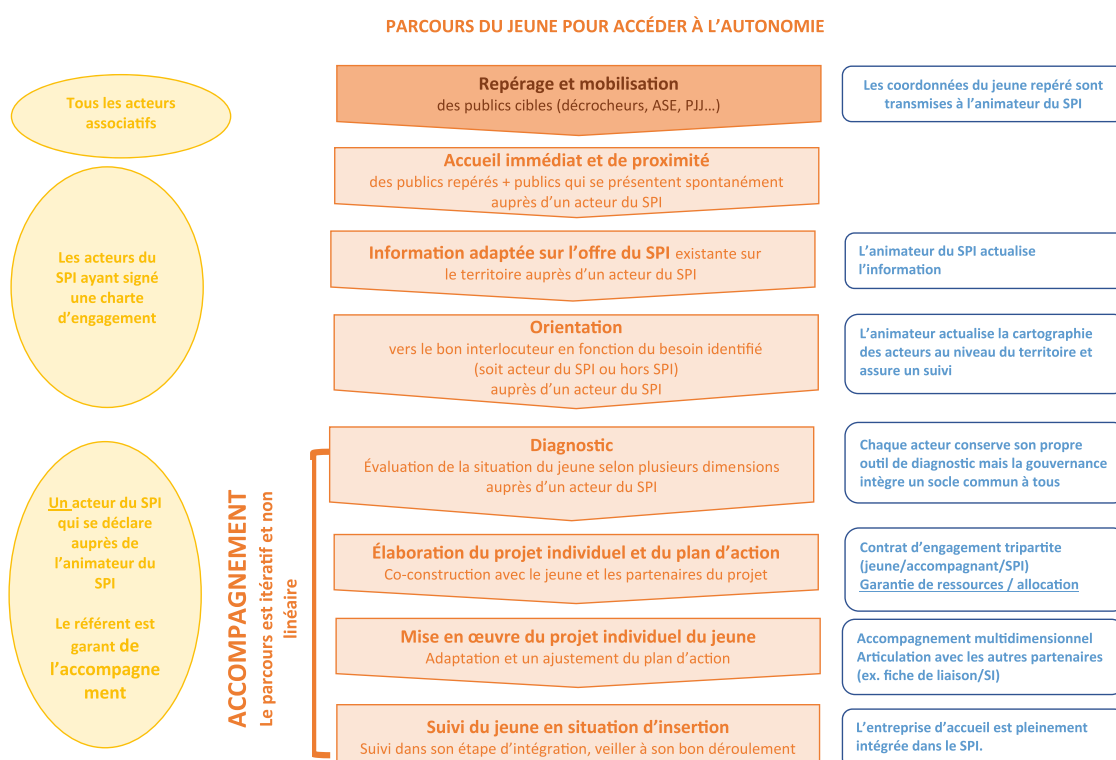 PARCOURS DU JEUNE POUR ACCÉDER À L'AUTONOMIE
Tous les acteurs
associatifs
Repérage et mobilisation
des publics cibles (décrocheurs, ASE, PJJ…)
Les coordonnées du jeune repéré sont
transmises à l'animateur du SPI
Accueil immédiat et de proximité
des publics repérés + publics qui se présentent spontanément
auprès d'un acteur du SPI
Les acteurs du
SPI ayant signé
une charte
d'engagement
Information adaptée sur l'offre du SPI existante sur
le territoire auprès d'un acteur du SPI
L'animateur du SPI actualise
l'information
Orientation
vers le bon interlocuteur en fonction du besoin identifié
(soit acteur du SPI ou hors SPI)
auprès d'un acteur du SPI
L'animateur actualise la cartographie
des acteurs au niveau du territoire et
assure un suivi
Un acteur du SPI
qui se déclare
auprès de
l'animateur du
SPI
Le référent est
garant de
l'accompagne
ment
ACCOMPAGNEMENT
Le parcours est itératif et non
linéaire
Diagnostic
Évaluation de la situation du jeune selon plusieurs dimensions
auprès d'un acteur du SPI
Chaque acteur conserve son propre
outil de diagnostic mais la gouvernance
intègre un socle commun à tous
Élaboration du projet individuel et du plan d'action
Co-construction avec le jeune et les partenaires du projet
Contrat d'engagement tripartite
(jeune/accompagnant/SPI)
Garantie de ressources / allocation
Mise en œuvre du projet individuel du jeune
Adaptation et un ajustement du plan d'action
Accompagnement multidimensionnel
Articulation avec les autres partenaires
(ex. fiche de liaison/SI)
Suivi du jeune en situation d'insertion
Suivi dans son étape d'intégration, veiller à son bon déroulement
L'entreprise d'accueil est pleinement
intégrée dans le SPI.